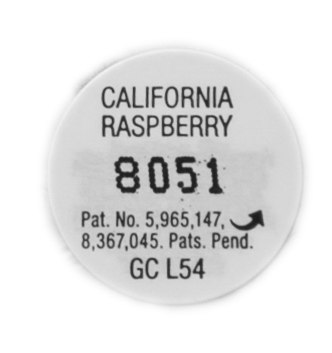 CALIFORNIA
RASPBERRY
8051
Pat. No. 5,965,147,
8,367,045. Pats. Pend.
GC L54